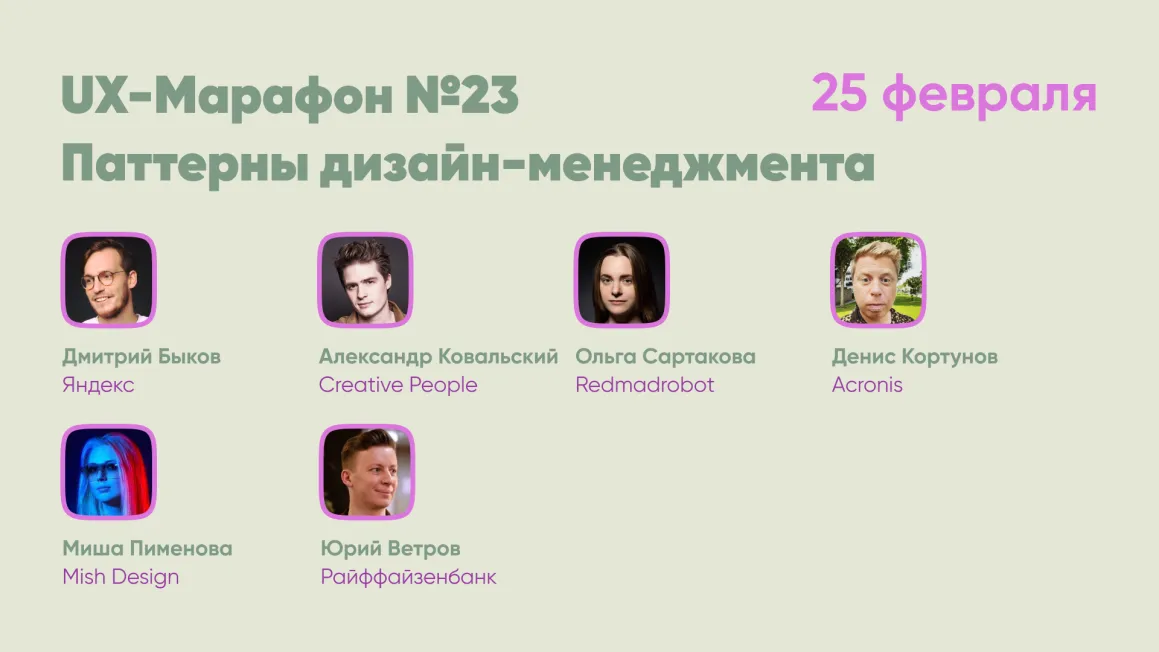 UX-Марафон №23
25 февраля
Паттерны дизайн-менеджмента
Дмитрий Быков
Яндекс
Александр Ковальский
Creative People
Ольга Сартакова
Redmadrobot
Денис Кортунов
Acronis
Миша Пименова
Mish Design
Юрий Ветров
Райффайзенбанк